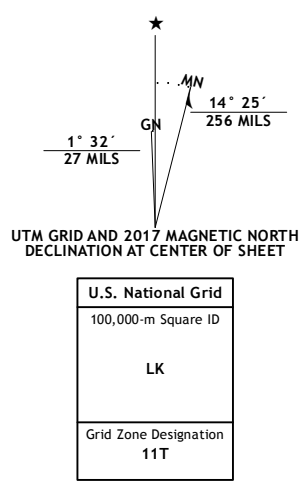 MN
14° 25´
256 MILS
GN
1° 32´
27 MILS
UTM GRID AND 2017 MAGNETIC NORTH
DECLINATION AT CENTER OF SHEET
U.S. National Grid
100,000-m Square ID
LK
Grid Zone Designation
11T